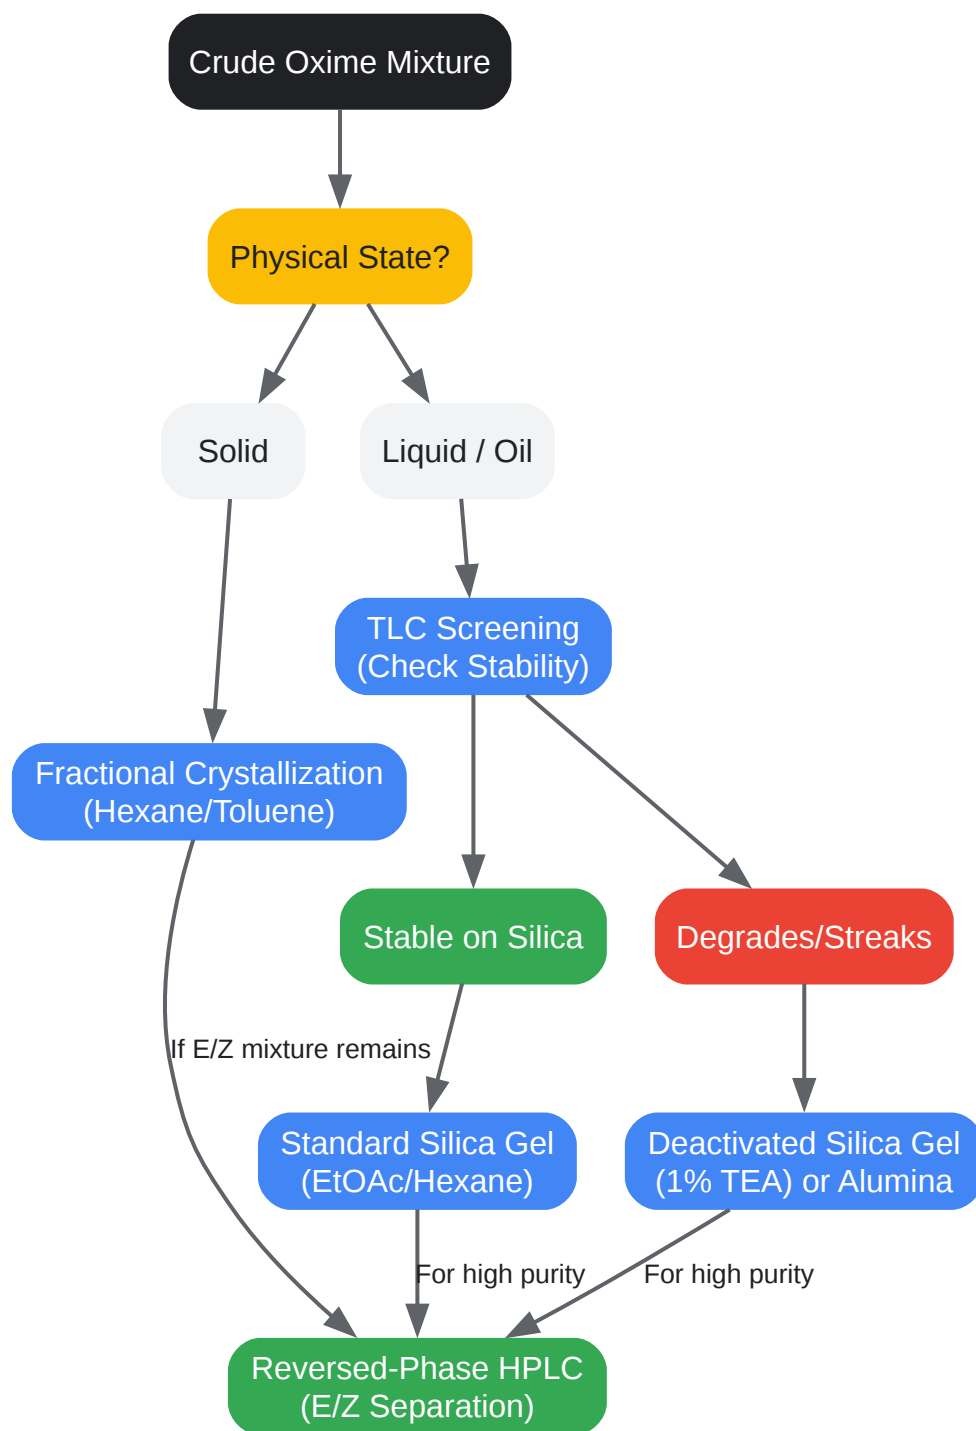 Crude Oxime Mixture
Physical State?
Solid
Liquid / Oil
TLC Screening
(Check Stability)
Fractional Crystallization
(Hexane/Toluene)
Stable on Silica
Degrades/Streaks
If E/Z mixture remains
Standard Silica Gel
(EtOAc/Hexane)
Deactivated Silica Gel
(1% TEA) or Alumina
For high purity
For high purity
Reversed-Phase HPLC
(E/Z Separation)